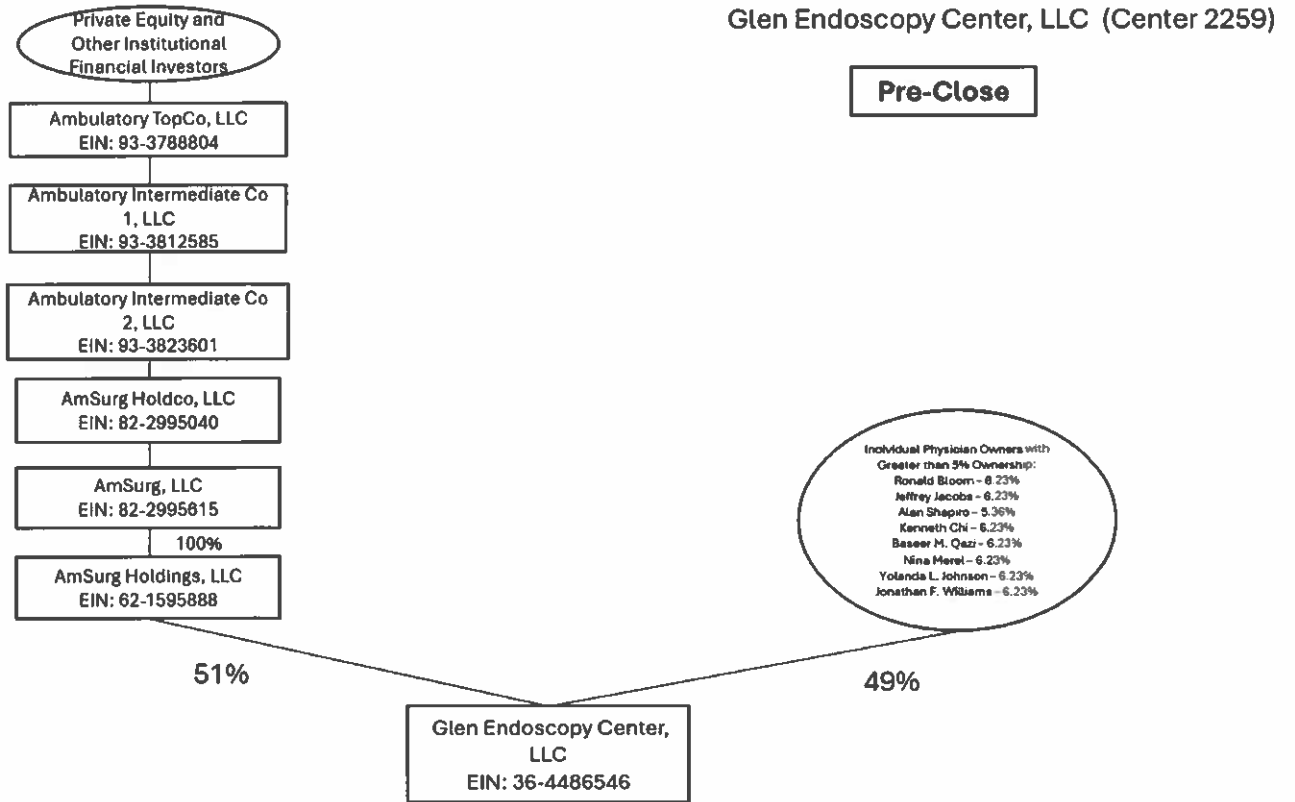 Glen Endoscopy Center, LLC (Center 2259)
Pre-Close
Private Equity and
Other Institutional
Financial Investors
Ambulatory TopCo, LLC
EIN: 93-3788804
Ambulatory Intermediate Co
1, LLC
EIN: 93-3812585
Ambulatory Intermediate Co
2, LLC
EIN: 93-3823601
AmSurg Holdco, LLC
EIN: 82-2995040
AmSurg, LLC
EIN: 82-2995615
100%
AmSurg Holdings, LLC
EIN: 62-1595888
Individual Physician Owners with
Greater than 5% Ownership:
Ronald Bloom – 6.23%
Jeffrey Jacobs – 6.23%
Alan Shapiro – 5.36%
Kenneth Chi – 6.23%
Baseer M. Qazi - 6.23%
Nina Merel – 6.23%
Yolanda L. Johnson – 6.23%
Jonathan F. Williams – 6.23%
51%
49%
Glen Endoscopy Center,
LLC
EIN: 36-4486546